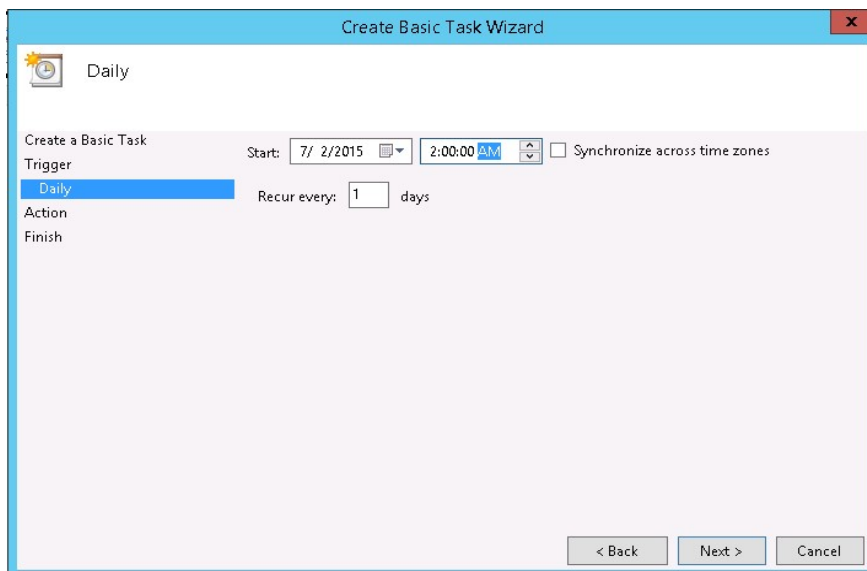 Create Basic Task Wizard
x
Daily
Create a Basic Task
Trigger
Daily
Action
Finish
Start: 7/ 2/2015 2:00:00 AM Synchronize across time zones
Recur every: 1 days
< Back Next > Cancel